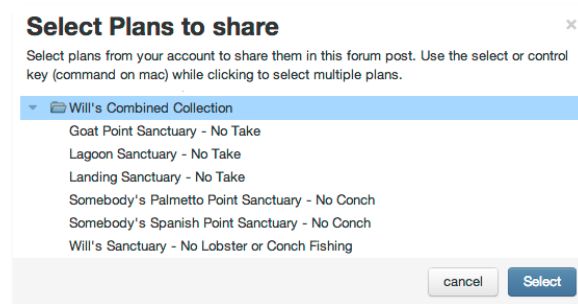 Select Plans to share
×
Select plans from your account to share them in this forum post. Use the select or control
key (command on mac) while clicking to select multiple plans.
Will's Combined Collection
Goat Point Sanctuary - No Take
Lagoon Sanctuary - No Take
Landing Sanctuary - No Take
Somebody's Palmetto Point Sanctuary - No Conch
Somebody's Spanish Point Sanctuary - No Conch
Will's Sanctuary - No Lobster or Conch Fishing
cancel Select